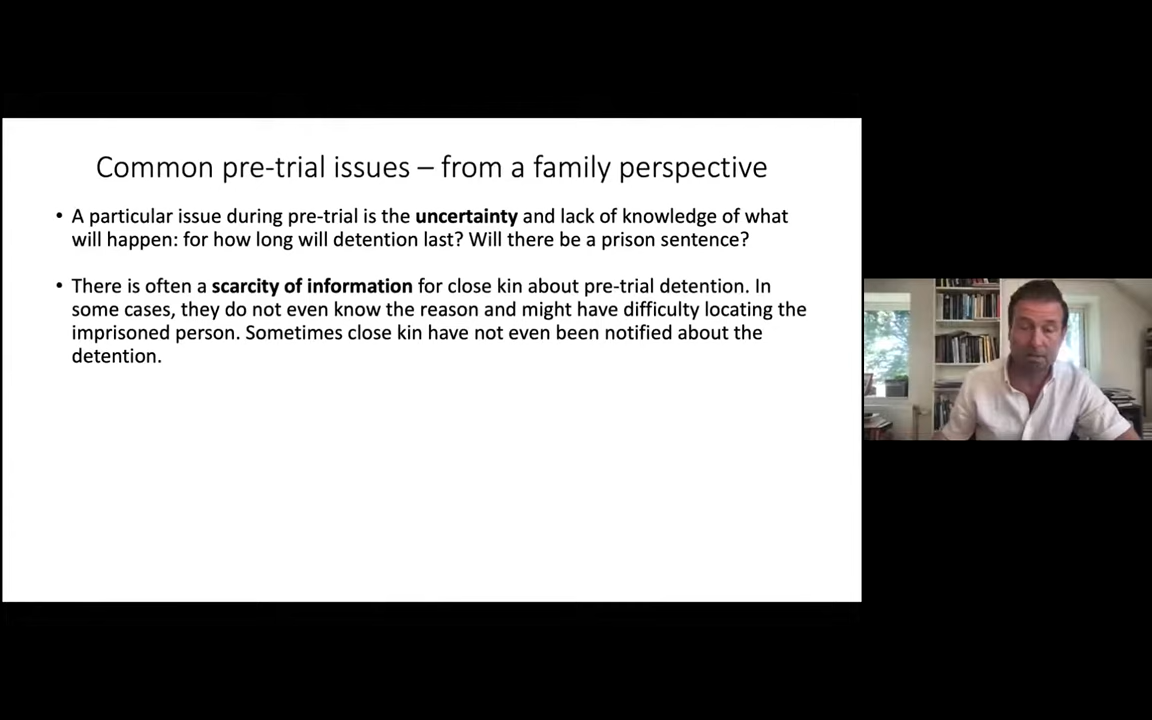 Common pre-trial issues – from a family perspective
• A particular issue during pre-trial is the uncertainty and lack of knowledge of what
will happen: for how long will detention last? Will there be a prison sentence?
• There is often a scarcity of information for close kin about pre-trial detention. In
some cases, they do not even know the reason and might have difficulty locating the
imprisoned person. Sometimes close kin have not even been notified about the
detention.